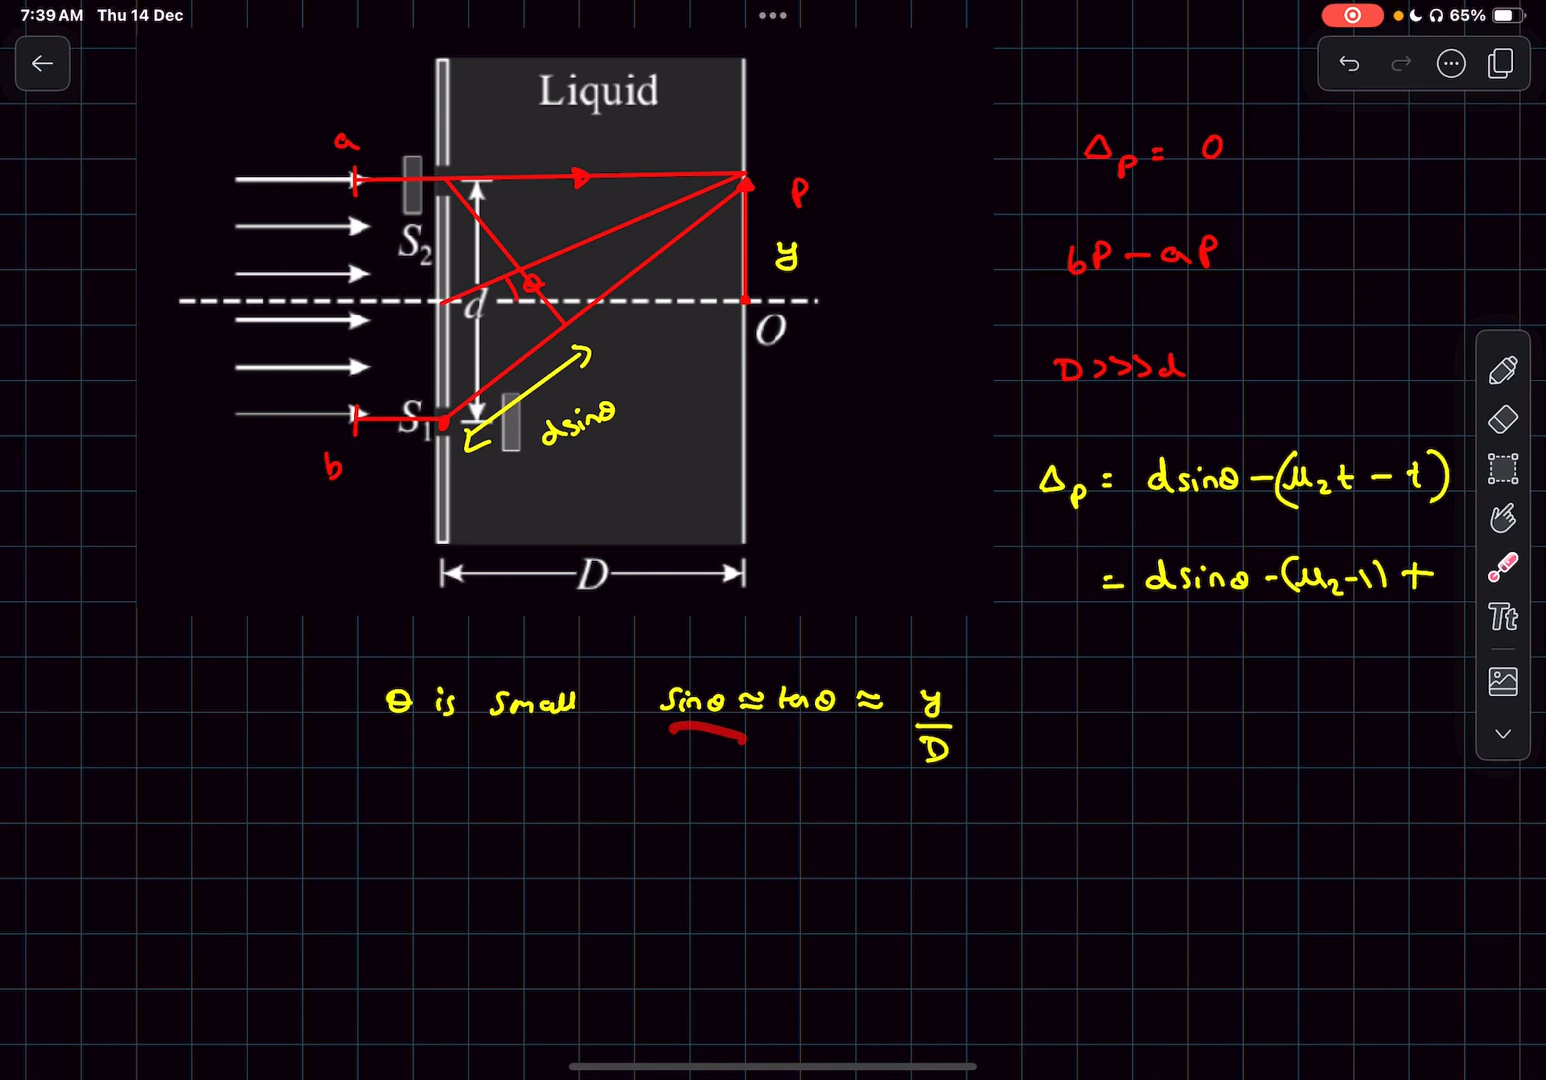 7:39 AM Thu 14 Dec
65%
Liquid
a
S₂
P
y
θ
d
O
S₁
b
dsinθ
D
Δp = 0
bP − aP
D >>> d
Δp = dsinθ − (μ₂t − t)
= dsinθ − (μ₂−1) t
θ is small sinθ ≈ tanθ ≈ y/D
Tt